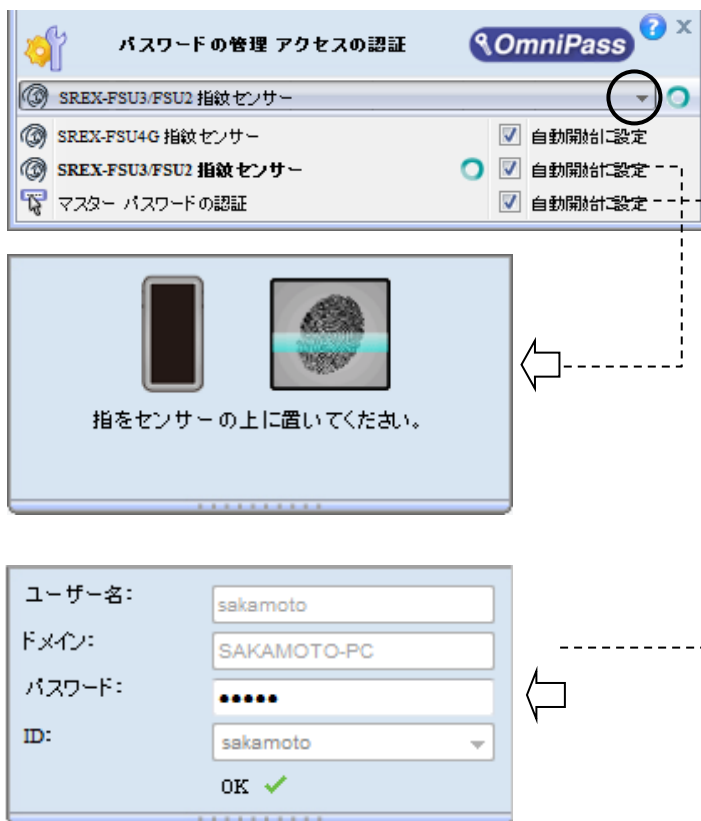 パスワードの管理 アクセスの認証 OmniPass ? x
SREX-FSU3/FSU2 指紋センサー
SREX-FSU4G 指紋センサー 自動開始に設定
SREX-FSU3/FSU2 指紋センサー 自動開始に設定
マスター パスワードの認証 自動開始に設定
指をセンサーの上に置いてください。
ユーザー名: sakamoto
ドメイン: SAKAMOTO-PC
パスワード: •••••
ID: sakamoto
OK